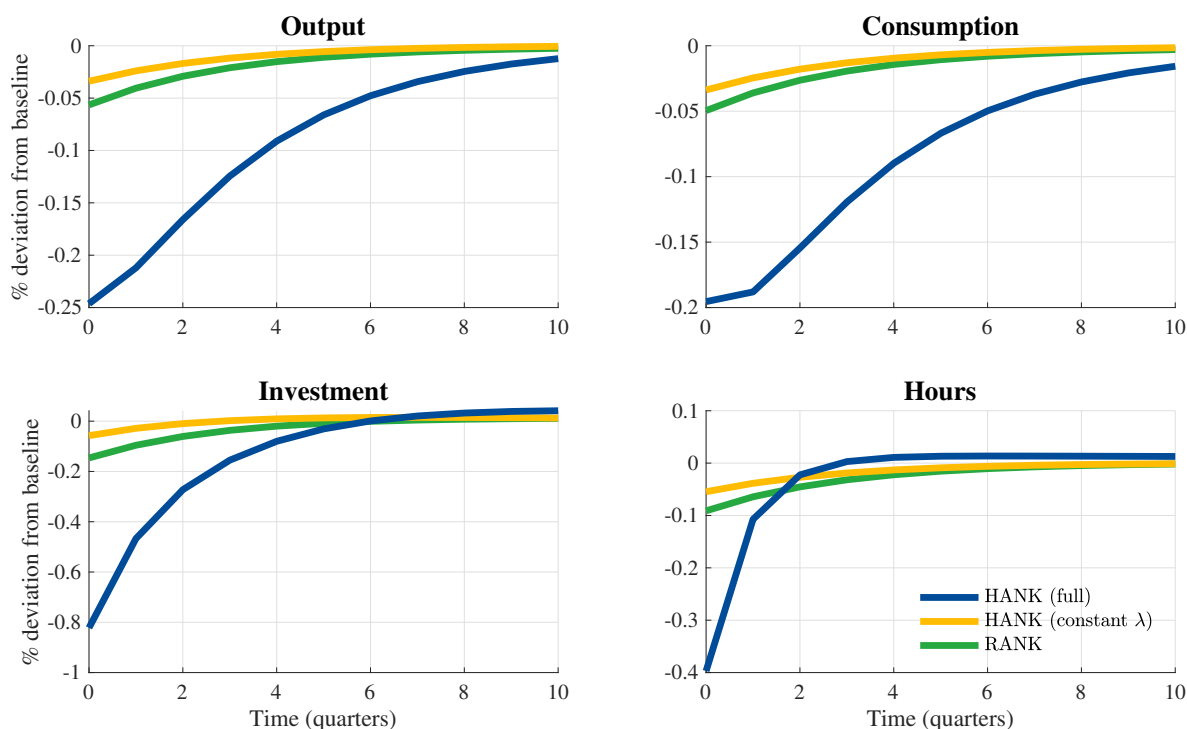 Output
% deviation from baseline
0
-0.05
-0.1
-0.15
-0.2
-0.25
0 2 4 6 8 10
Consumption
0
-0.05
-0.1
-0.15
-0.2
0 2 4 6 8 10
Investment
% deviation from baseline
0
-0.2
-0.4
-0.6
-0.8
-1
0 2 4 6 8 10
Time (quarters)
Hours
0.1
0
-0.1
-0.2
-0.3
-0.4
0 2 4 6 8 10
Time (quarters)
HANK (full)
HANK (constant λ)
RANK